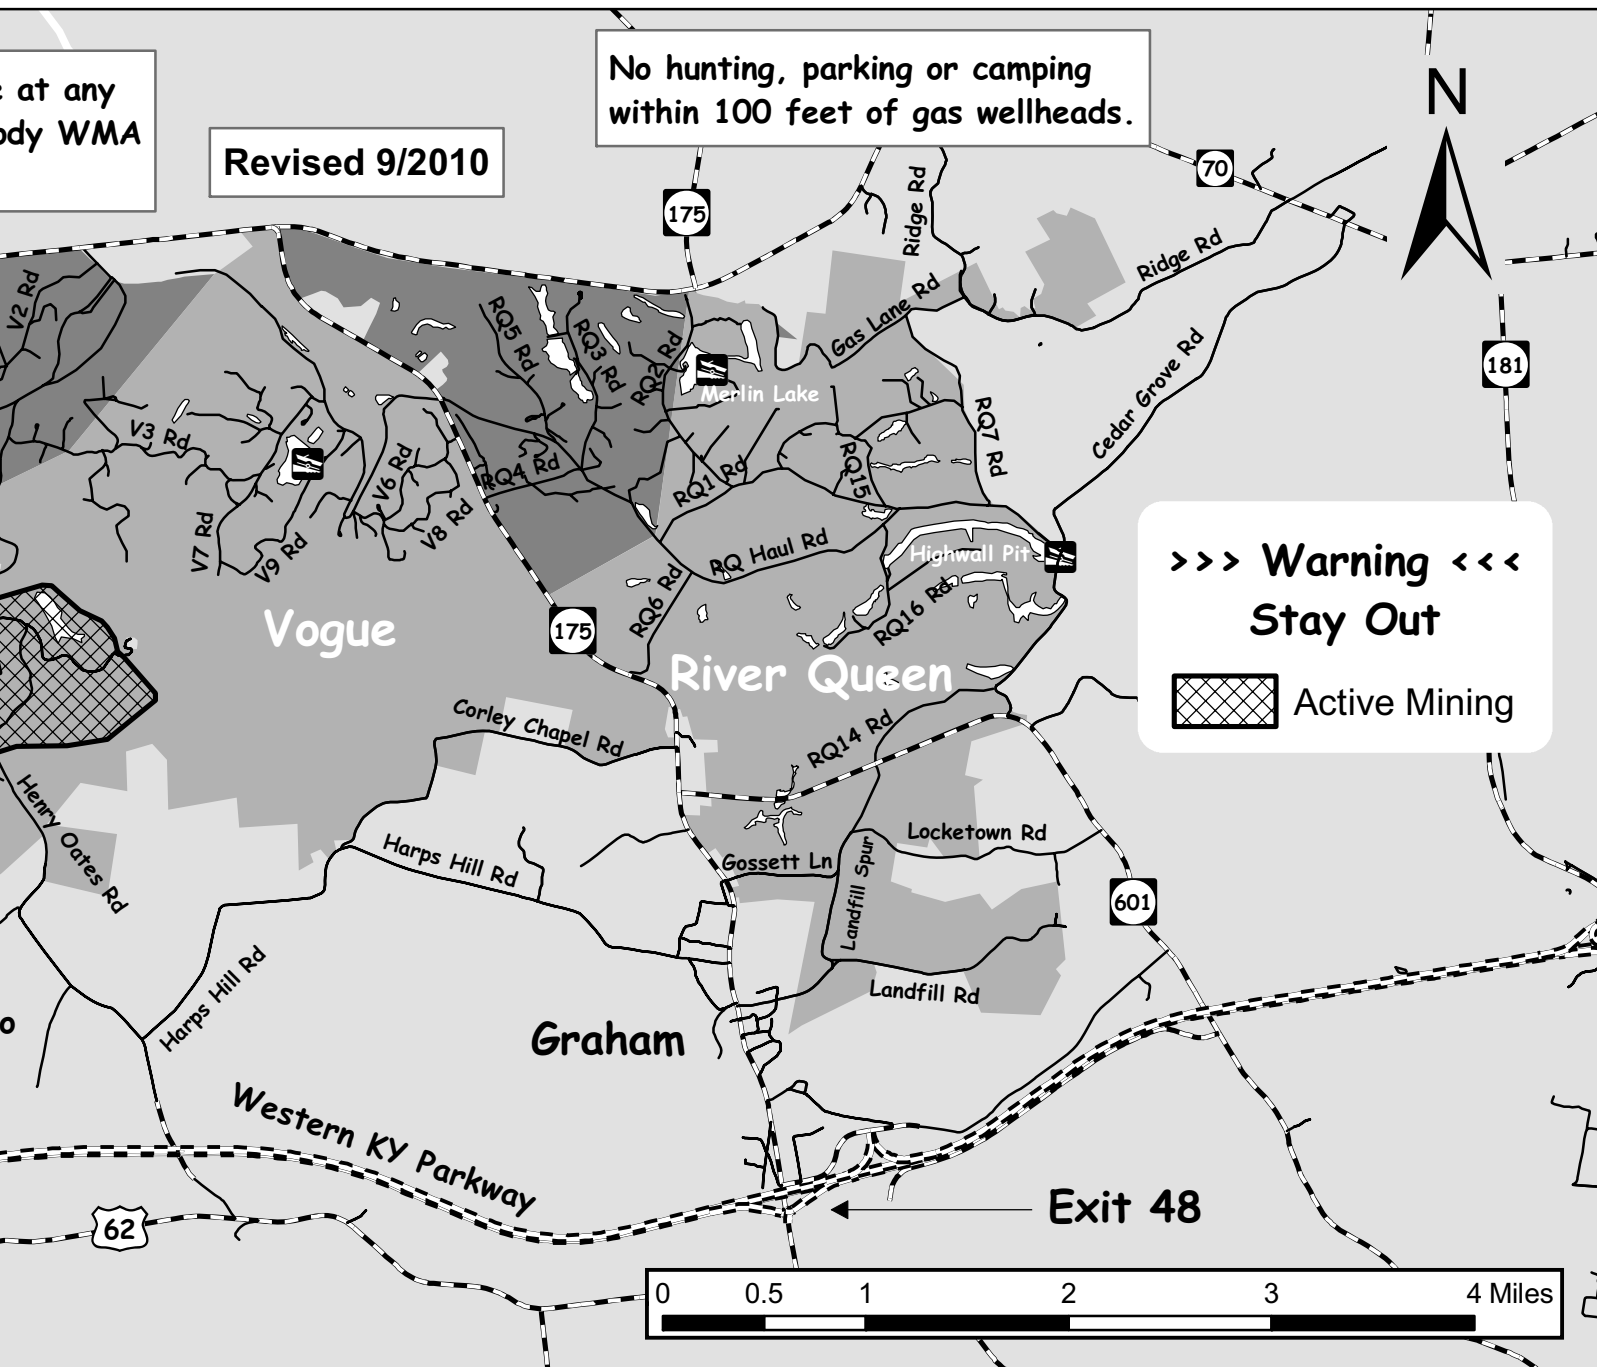 e at any
ody WMA
No hunting, parking or camping
within 100 feet of gas wellheads.
Revised 9/2010
N
70
175
Ridge Rd
Ridge Rd
V2 Rd
RQ5 Rd
RQ3 Rd
RQ2 Rd
Gas Lane Rd
Merlin Lake
Cedar Grove Rd
181
V3 Rd
V6 Rd
RQ4 Rd
RQ1 Rd
RQ15
RQ7 Rd
V7 Rd
V9 Rd
V8 Rd
RQ Haul Rd
Highwall Pit
>>> Warning <<<
Stay Out
Active Mining
RQ6 Rd
RQ16 Rd
Vogue
175
River Queen
Corley Chapel Rd
RQ14 Rd
Henry Oates Rd
Harps Hill Rd
Gossett Ln
Locketown Rd
Landfill Spur
601
Harps Hill Rd
Landfill Rd
o
Graham
Western KY Parkway
62
Exit 48
0 0.5 1 2 3 4 Miles